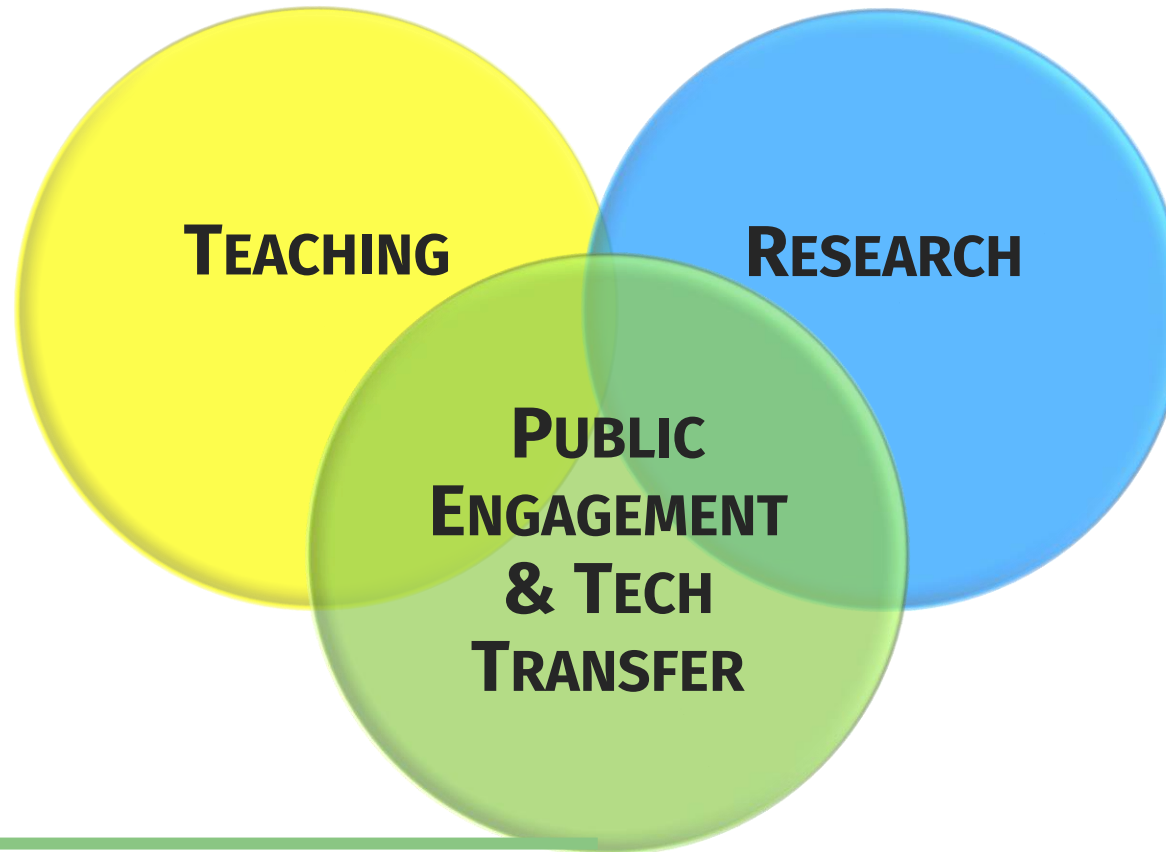 TEACHING
RESEARCH
PUBLIC
ENGAGEMENT
& TECH
TRANSFER